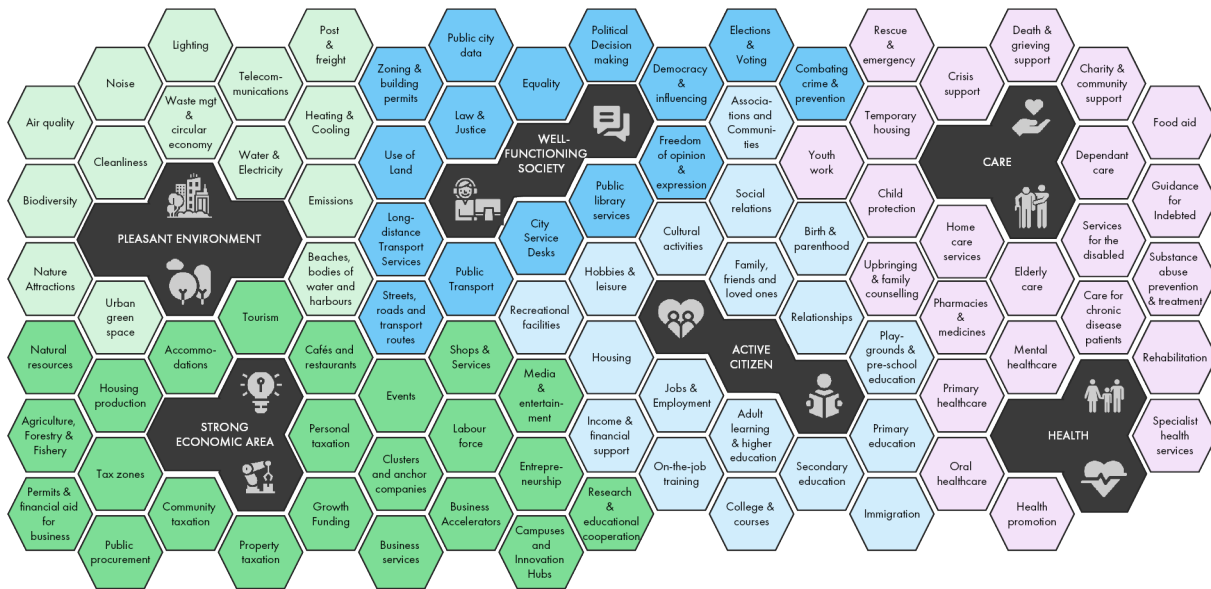 Lighting
Post
& 
freight
Public city
data
Political
Decision
making
Elections
&
Voting
Rescue
&
emergency
Death &
grieving
support
Noise
Telecom-
munications
Zoning &
building
permits
Equality
Democracy
&
influencing
Combating
crime &
prevention
Crisis
support
Charity &
community
support
Air quality
Waste mgt
&
circular
economy
Heating &
Cooling
Law &
Justice
Associa-
tions and
Communi-
ties
Temporary
housing
Food aid
Cleanliness
Water &
Electricity
Use of
Land
WELL-
FUNCTIONING
SOCIETY
Freedom
of opinion
&
expression
Youth
work
CARE
Dependant
care
Biodiversity
Emissions
Public
library
services
Social
relations
Child
protection
Guidance
for
Indebted
PLEASANT ENVIRONMENT
Long-
distance
Transport
Services
City
Service
Desks
Cultural
activities
Birth &
parenthood
Home
care
services
Services
for the
disabled
Nature
Attractions
Beaches,
bodies of
water and
harbours
Public
Transport
Hobbies &
leisure
Family,
friends and
loved ones
Upbringing
& family
counselling
Elderly
care
Substance
abuse
prevention
& treatment
Urban
green
space
Tourism
Streets,
roads and
transport
routes
Recreational
facilities
Relationships
Pharmacies
&
medicines
Care for
chronic
disease
patients
Natural
resources
Accommo-
dations
Cafés and
restaurants
Shops &
Services
Housing
ACTIVE
CITIZEN
Play-
grounds &
pre-school
education
Mental
healthcare
Rehabilitation
Housing
production
Events
Media
&
entertain-
ment
Jobs &
Employment
Primary
healthcare
Agriculture,
Forestry &
Fishery
STRONG
ECONOMIC AREA
Personal
taxation
Labour
force
Income &
financial
support
Adult
learning
& higher
education
Primary
education
HEALTH
Specialist
health
services
Tax zones
Clusters
and anchor
companies
Entrepre-
neurship
On-the-job
training
Secondary
education
Oral
healthcare
Permits &
financial aid
for
business
Community
taxation
Growth
Funding
Business
Accelerators
Research
&
educational
cooperation
College &
courses
Immigration
Health
promotion
Public
procurement
Property
taxation
Business
services
Campuses
and
Innovation
Hubs